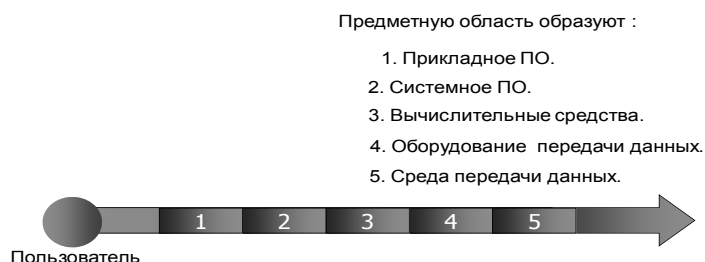 Предметную область образуют :
1. Прикладное ПО.
2. Системное ПО.
3. Вычислительные средства.
4. Оборудование передачи данных.
5. Среда передачи данных.
1 2 3 4 5
Пользователь